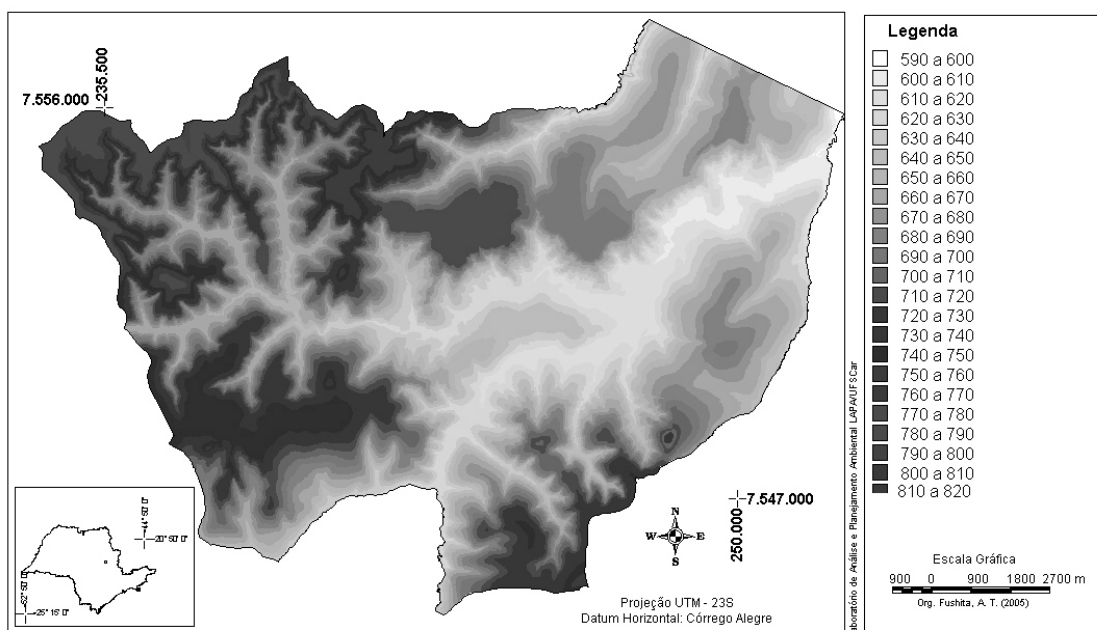 7.556.000
235.500
7.547.000
250.000
N
W E
S
Projeção UTM - 23S
Datum Horizontal: Córrego Alegre
20° 50' 0"
25° 15' 0"
Análise e Planejamento Ambiental LAPA/UFSCar
Legenda
590 a 600
600 a 610
610 a 620
620 a 630
630 a 640
640 a 650
650 a 660
660 a 670
670 a 680
680 a 690
690 a 700
700 a 710
710 a 720
720 a 730
730 a 740
740 a 750
750 a 760
760 a 770
770 a 780
780 a 790
790 a 800
800 a 810
810 a 820
Escala Gráfica
900 0 900 1800 2700 m
Org. Fushita, A. T. (2005)